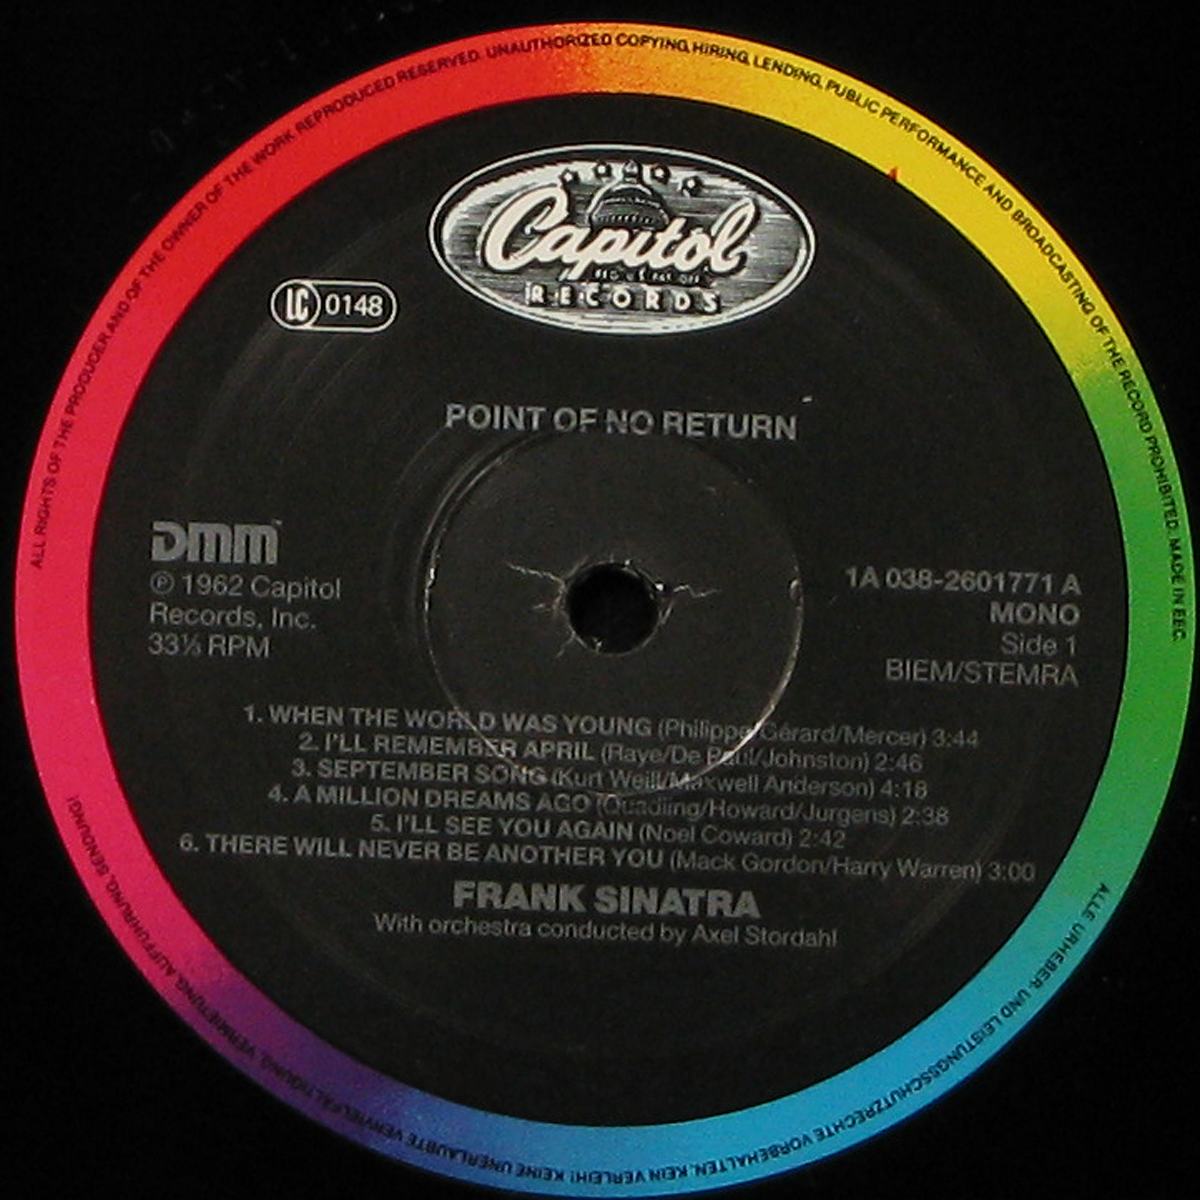 ALL RIGHTS OF THE PRODUCER AND OF THE OWNER OF THE WORK REPRODUCED RESERVED. UNAUTHORIZED COPYING, HIRING, LENDING, PUBLIC PERFORMANCE AND BROADCASTING OF THE RECORD PROHIBITED. MADE IN EEC.
Capitol
RECORDS
LC 0148
POINT OF NO RETURN
DMM
℗ 1962 Capitol
Records, Inc.
33⅓ RPM
1A 038-2601771 A
MONO
Side 1
BIEM/STEMRA
1. WHEN THE WORLD WAS YOUNG (Philippe Gérard/Mercer) 3:44
2. I'LL REMEMBER APRIL (Raye/De Paul/Johnston) 2:46
3. SEPTEMBER SONG (Kurt Weill/Maxwell Anderson) 4:18
4. A MILLION DREAMS AGO (Quadling/Howard/Jurgens) 2:38
5. I'LL SEE YOU AGAIN (Noel Coward) 2:42
6. THERE WILL NEVER BE ANOTHER YOU (Mack Gordon/Harry Warren) 3:00
FRANK SINATRA
With orchestra conducted by Axel Stordahl
ALLE URHEBER- UND LEISTUNGSSCHUTZRECHTE VORBEHALTEN. KEIN VERLEIH! KEINE UNERLAUBTE VERVIELFÄLTIGUNG, VERMIETUNG, AUFFÜHRUNG, SENDUNG!